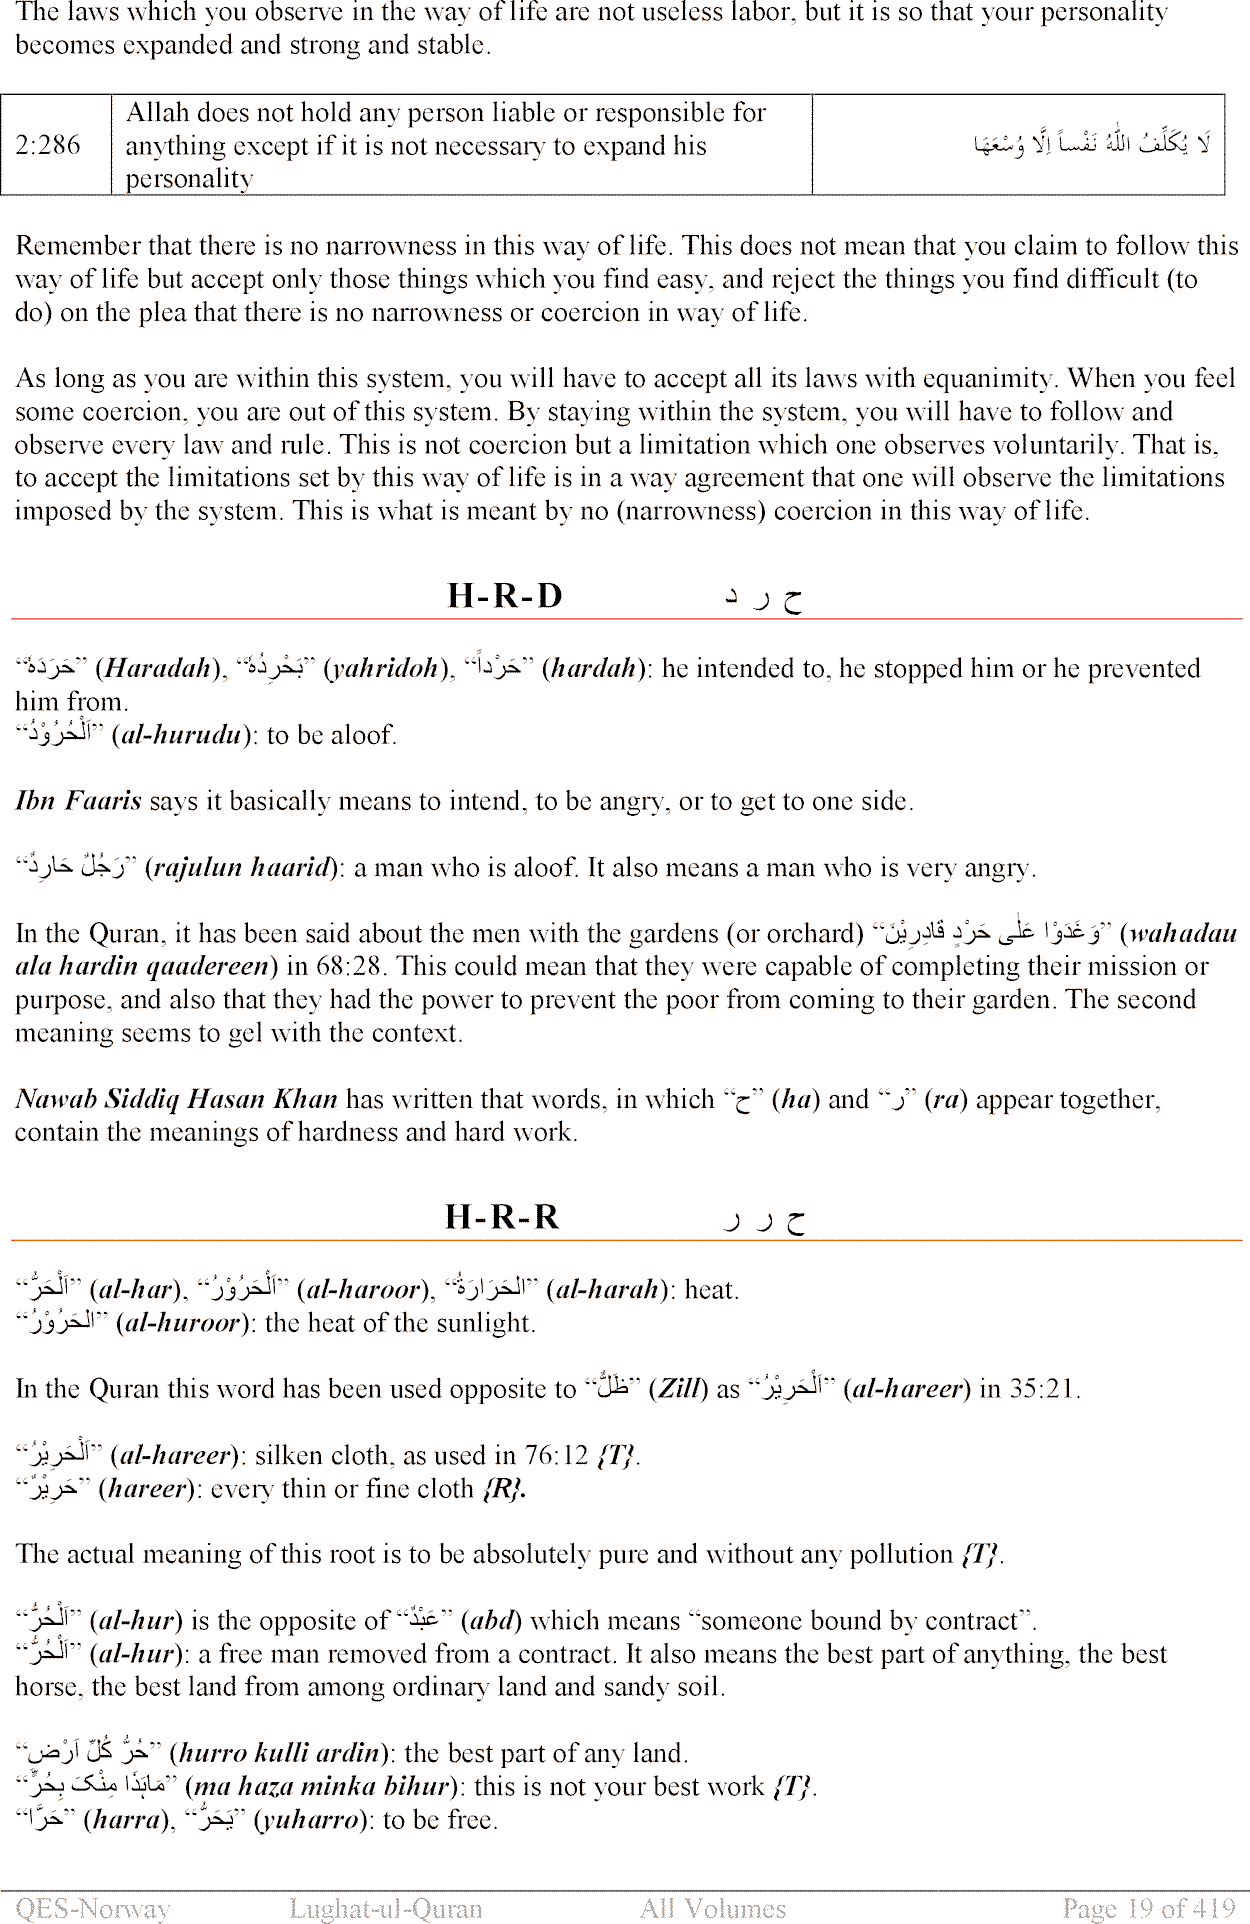 The laws which you observe in the way of life are not useless labor, but it is so that your personality
becomes expanded and strong and stable.
2:286
Allah does not hold any person liable or responsible for
anything except if it is not necessary to expand his
personality
لَا يُكَلِّفُ اللّٰهُ نَفْساً اِلَّا وُسْعَهَا
Remember that there is no narrowness in this way of life. This does not mean that you claim to follow this
way of life but accept only those things which you find easy, and reject the things you find difficult (to
do) on the plea that there is no narrowness or coercion in way of life.
As long as you are within this system, you will have to accept all its laws with equanimity. When you feel
some coercion, you are out of this system. By staying within the system, you will have to follow and
observe every law and rule. This is not coercion but a limitation which one observes voluntarily. That is,
to accept the limitations set by this way of life is in a way agreement that one will observe the limitations
imposed by the system. This is what is meant by no (narrowness) coercion in this way of life.
H-R-D ح ر د
“حَرَدَهٗ” (Haradah), “يَحْرِدُهٗ” (yahridoh), “حَرْداً” (hardah): he intended to, he stopped him or he prevented
him from.
“اَلْحُرُوْدُ” (al-hurudu): to be aloof.
Ibn Faaris says it basically means to intend, to be angry, or to get to one side.
“رَجُلٌ حَارِدٌ” (rajulun haarid): a man who is aloof. It also means a man who is very angry.
In the Quran, it has been said about the men with the gardens (or orchard) “وَ غَدَوْا عَلٰى حَرْدٍ قَادِرِيْنَ” (wahadau
ala hardin qaadereen) in 68:28. This could mean that they were capable of completing their mission or
purpose, and also that they had the power to prevent the poor from coming to their garden. The second
meaning seems to gel with the context.
Nawab Siddiq Hasan Khan has written that words, in which “ح” (ha) and “ر” (ra) appear together,
contain the meanings of hardness and hard work.
H-R-R ح ر ر
“اَلْحَرُّ” (al-har), “اَلْحَرُوْرُ” (al-haroor), “الحَرَارَةُ” (al-harah): heat.
“الحَرُوْرُ” (al-huroor): the heat of the sunlight.
In the Quran this word has been used opposite to “ظَلٌّ” (Zill) as “اَلْحَرِيْرُ” (al-hareer) in 35:21.
“اَلْحَرِيْرُ” (al-hareer): silken cloth, as used in 76:12 {T}.
“حَرِيْرٌ” (hareer): every thin or fine cloth {R}.
The actual meaning of this root is to be absolutely pure and without any pollution {T}.
“اَلْحُرُّ” (al-hur) is the opposite of “عَبْدٌ” (abd) which means “someone bound by contract”.
“اَلْحُرُّ” (al-hur): a free man removed from a contract. It also means the best part of anything, the best
horse, the best land from among ordinary land and sandy soil.
“حُرُّ كُلِّ اَرْضٍ” (hurro kulli ardin): the best part of any land.
“مَاہٰذَا مِنْکَ بِحُرٍّ” (ma haza minka bihur): this is not your best work {T}.
“حَرَّا” (harra), “يَحَرُّ” (yuharro): to be free.
QES-Norway Lughat-ul-Quran All Volumes Page 19 of 419